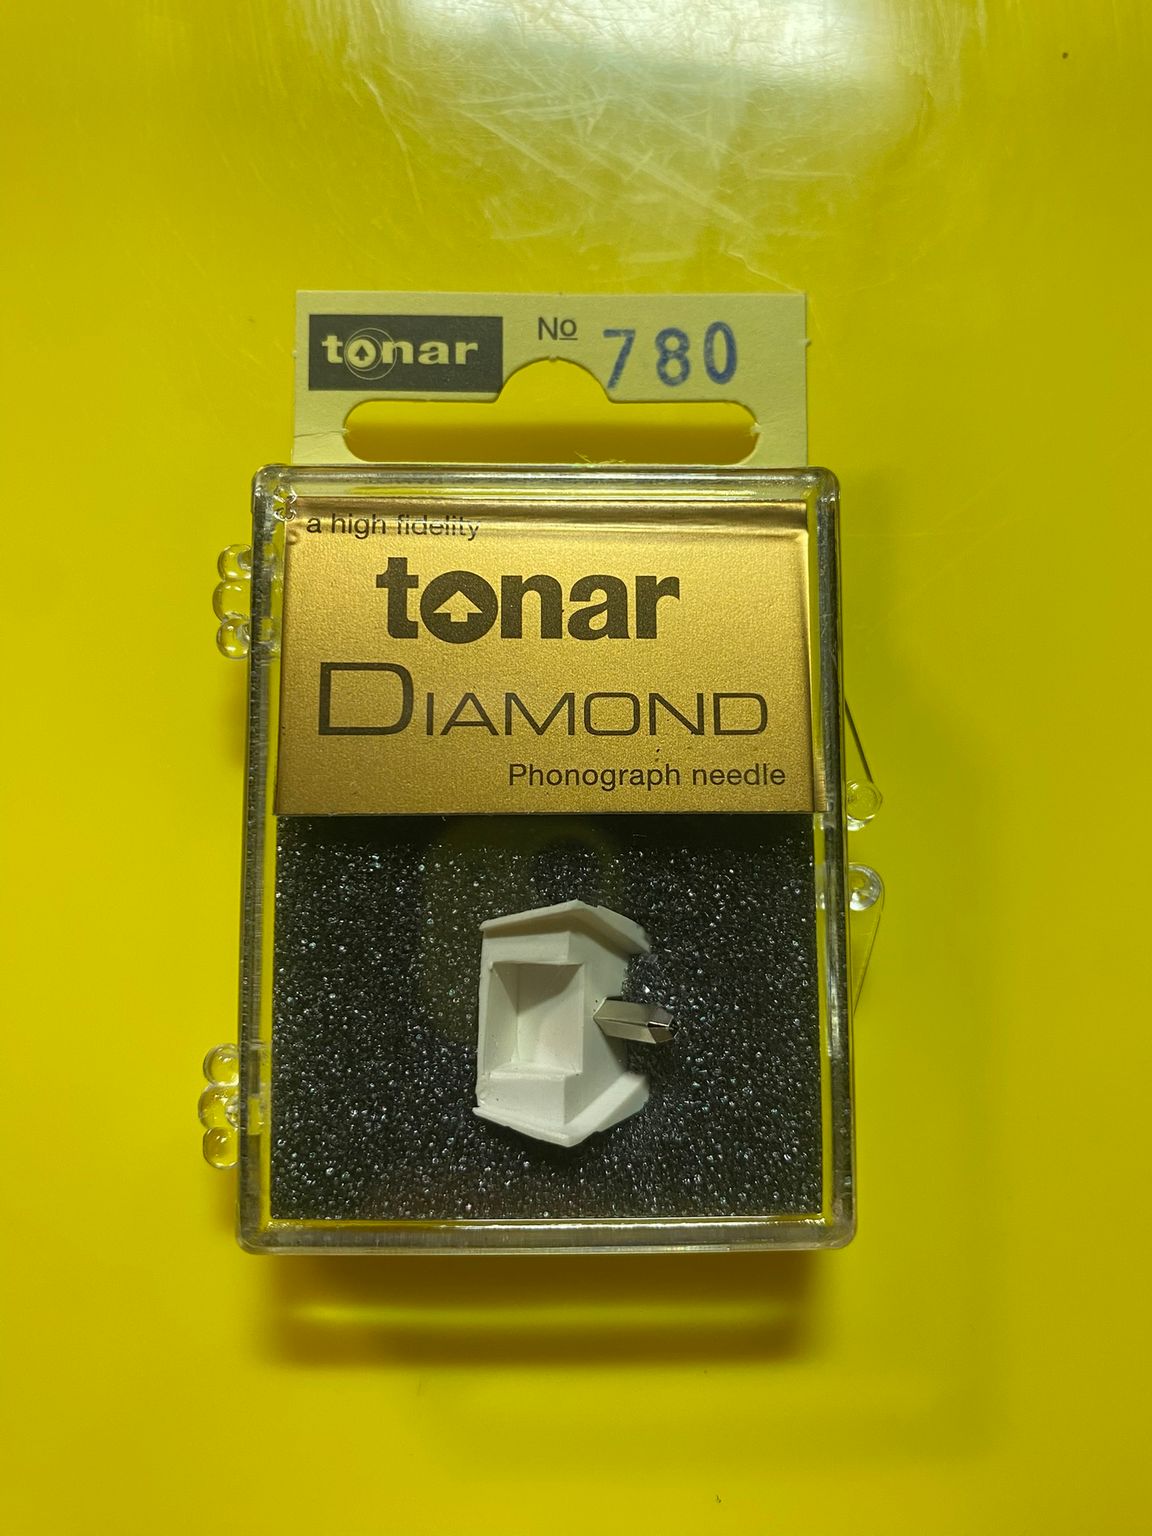 tonar No 780
a high fidelity
tonar
DIAMOND
Phonograph needle